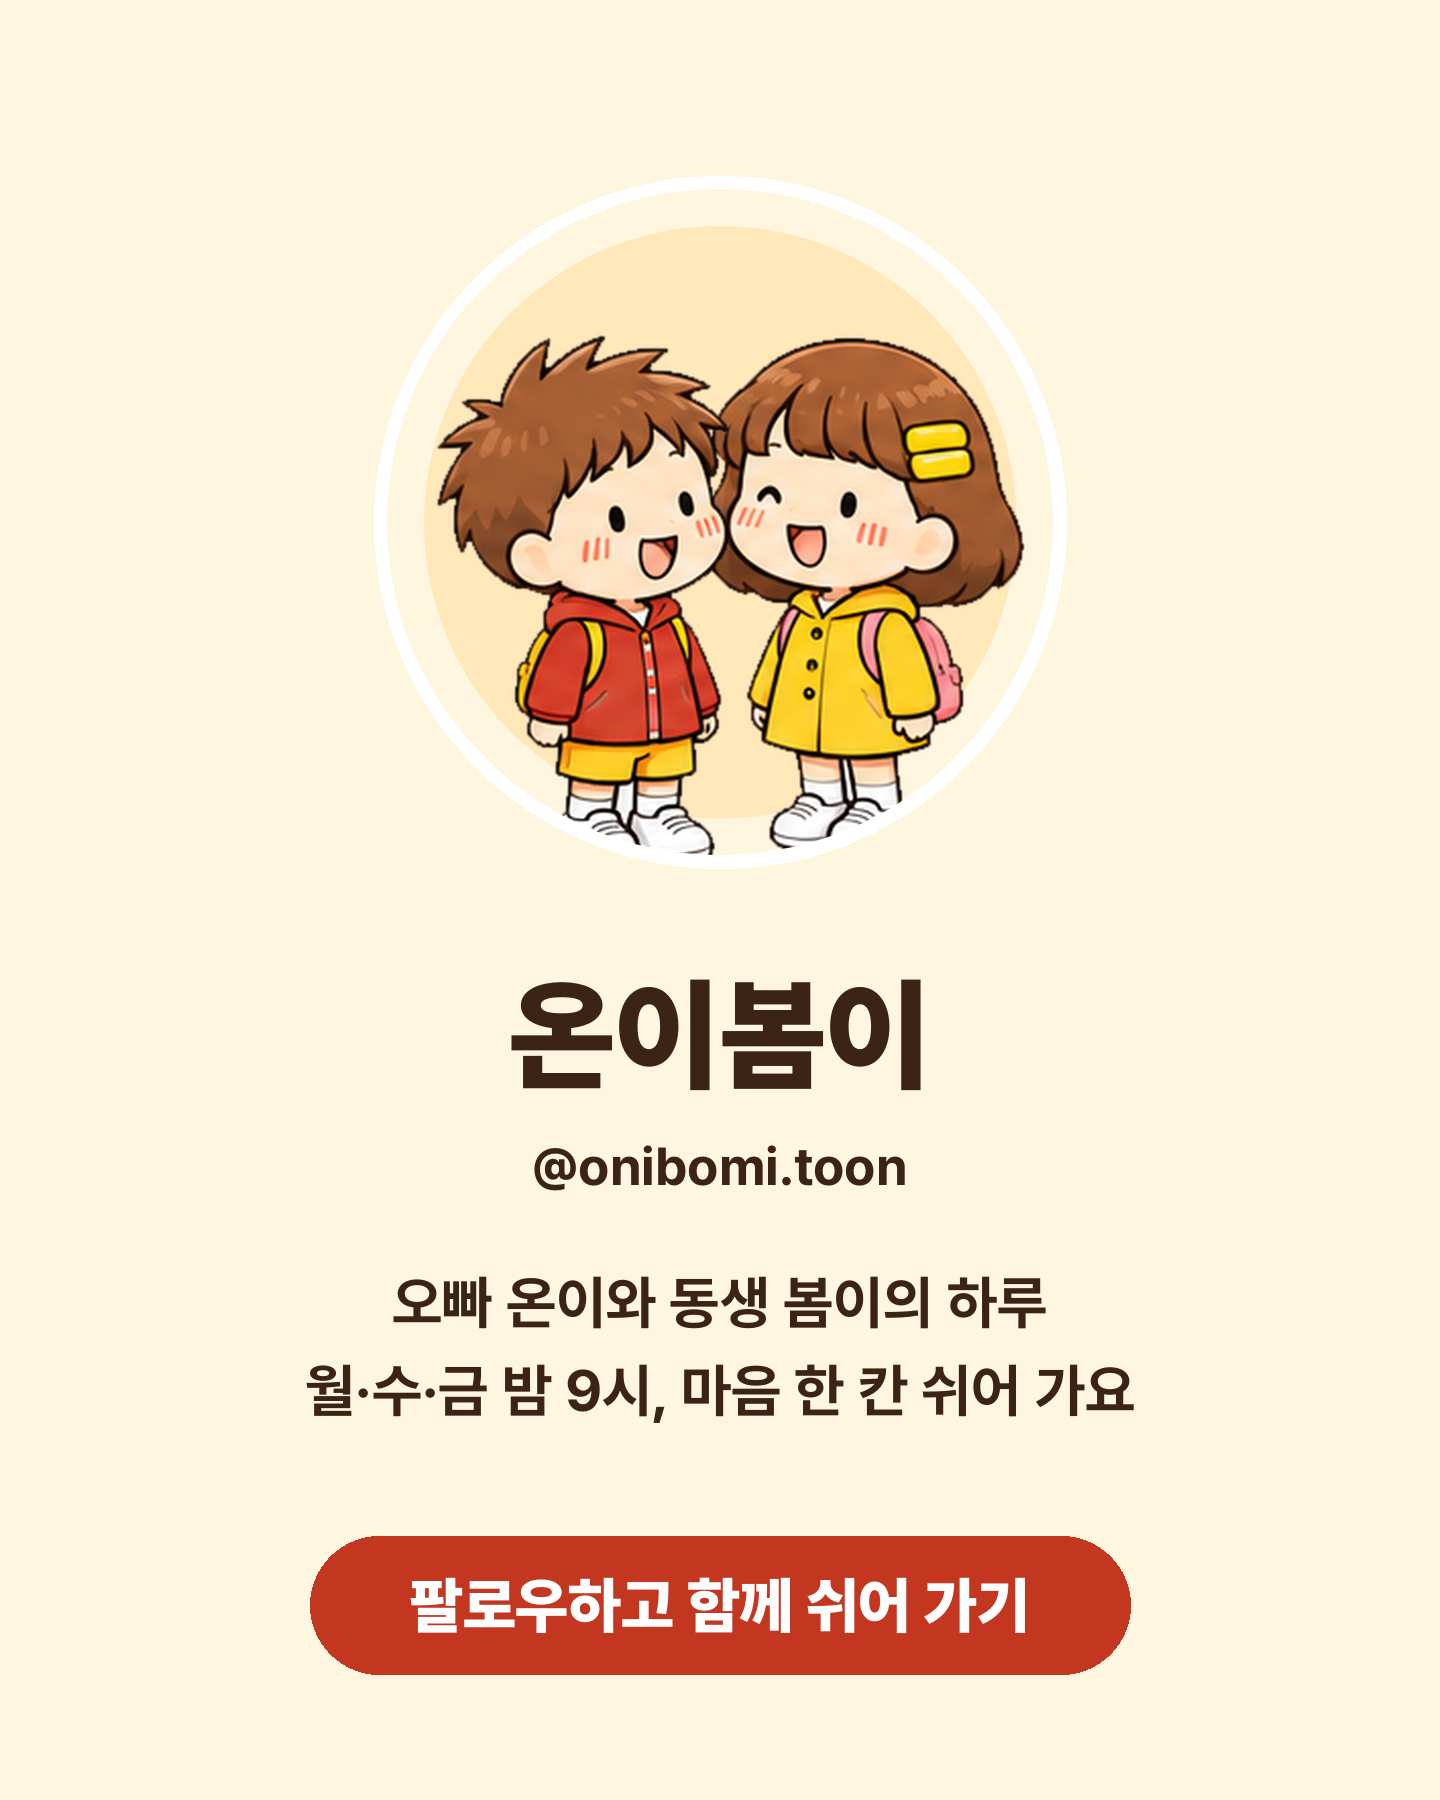 온이봄이
@onibomi.toon
오빠 온이와 동생 봄이의 하루
월·수·금 밤 9시, 마음 한 칸 쉬어 가요
팔로우하고 함께 쉬어 가기